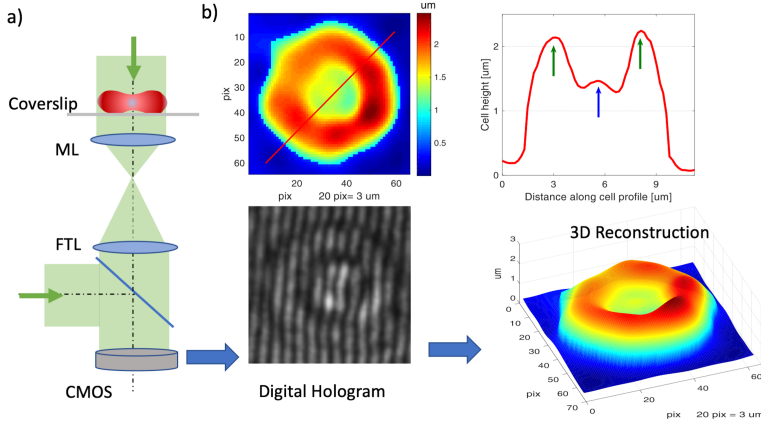 a)
Coverslip
ML
FTL
CMOS
b)
um
10
20
30
40
50
60
pix
20
40
60
pix 20 pix= 3 um
2.5
2
1.5
1
0.5
Cell height [um]
2
1
0
0
3
6
9
Distance along cell profile [um]
Digital Hologram
3D Reconstruction
um
3
2
1
0
0
10
20
30
40
50
60
70
pix
0
20
40
60
pix 20 pix = 3 um